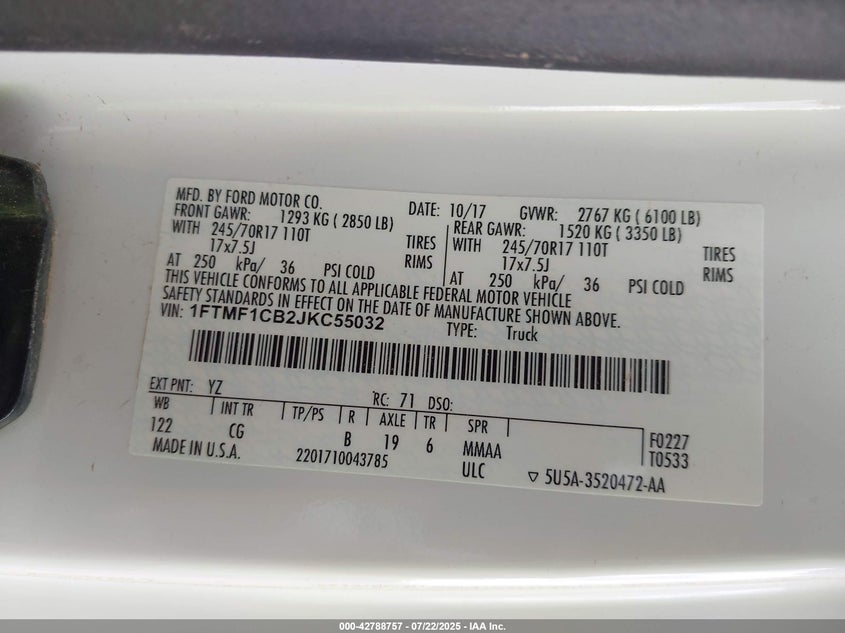 MFD. BY FORD MOTOR CO.
DATE: 10/17 GVWR: 2767 KG ( 6100 LB)
FRONT GAWR: 1293 KG ( 2850 LB) REAR GAWR: 1520 KG ( 3350 LB)
WITH 245/70R17 110T TIRES WITH 245/70R17 110T TIRES
17x7.5J RIMS 17x7.5J RIMS
AT 250 kPa/ 36 PSI COLD AT 250 kPa/ 36 PSI COLD
THIS VEHICLE CONFORMS TO ALL APPLICABLE FEDERAL MOTOR VEHICLE
SAFETY STANDARDS IN EFFECT ON THE DATE OF MANUFACTURE SHOWN ABOVE.
VIN: 1FTMF1CB2JKC55032 TYPE: Truck
EXT PNT: YZ RC: 71 DSO:
WB INT TR TP/PS R AXLE TR SPR
122 CG B 19 6 MMAA F0227
MADE IN U.S.A. 2201710043785 ULC T0533
5U5A-3520472-AA
000-42788757 - 07/22/2025 - IAA Inc.